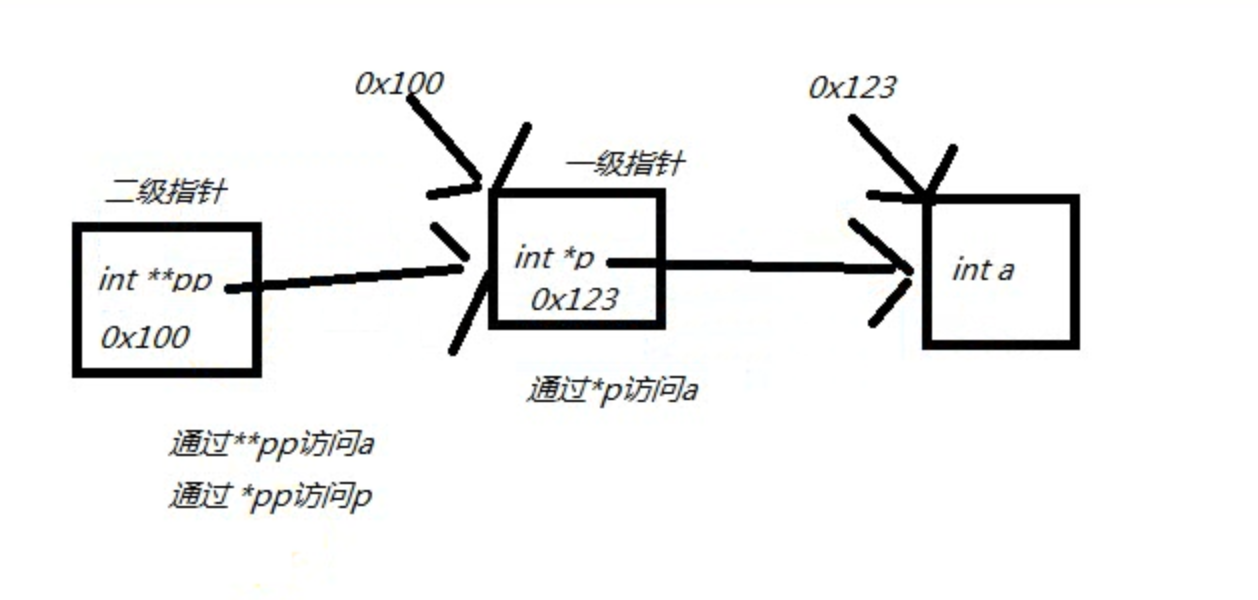 0x100
0x123
一级指针
二级指针
int **pp
0x100
int *p
0x123
int a
通过*p访问a
通过**pp访问a
通过 *pp访问p